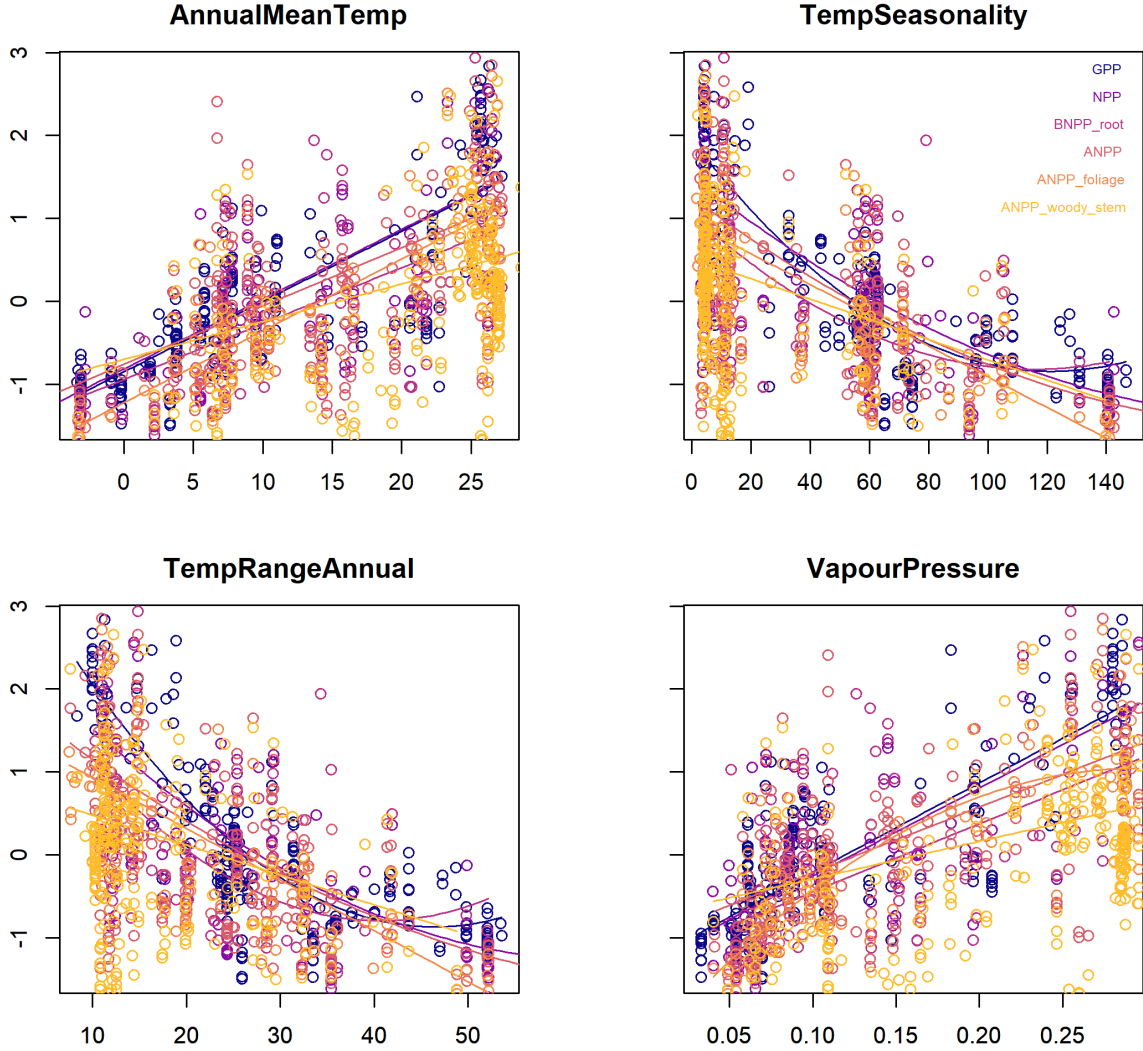 AnnualMeanTemp
3
2
1
0
-1
0 5 10 15 20 25
TempSeasonality
GPP
NPP
BNPP_root
ANPP
ANPP_foliage
ANPP_woody_stem
0 20 40 60 80 100 120 140
TempRangeAnnual
3
2
1
0
-1
10 20 30 40 50
VapourPressure
0.05 0.10 0.15 0.20 0.25